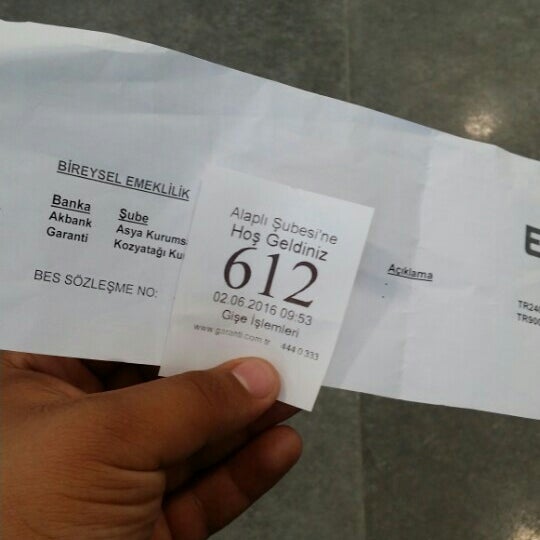 BİREYSEL EMEKLİLİK
Banka Şube
Akbank Asya Kurums
Garanti Kozyatağı Ku
BES SÖZLEŞME NO:
Alaplı Şubesi'ne
Hoş Geldiniz
612
02.06.2016 09:53
Gişe İşlemleri
www.garanti.com.tr 444 0 333
Açıklama
E